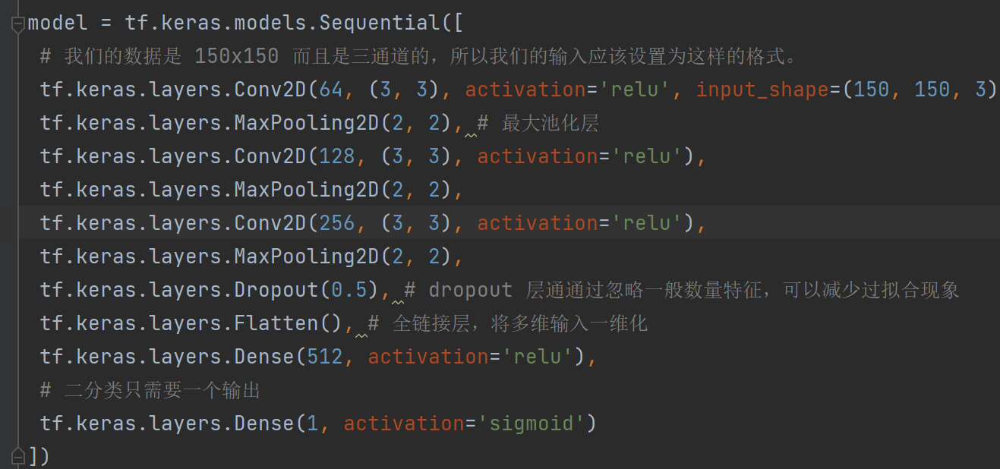 model = tf.keras.models.Sequential([
# 我们的数据是 150x150 而且是三通道的，所以我们的输入应该设置为这样的格式。
tf.keras.layers.Conv2D(64, (3, 3), activation='relu', input_shape=(150, 150, 3)
tf.keras.layers.MaxPooling2D(2, 2), # 最大池化层
tf.keras.layers.Conv2D(128, (3, 3), activation='relu'),
tf.keras.layers.MaxPooling2D(2, 2),
tf.keras.layers.Conv2D(256, (3, 3), activation='relu'),
tf.keras.layers.MaxPooling2D(2, 2),
tf.keras.layers.Dropout(0.5), # dropout 层通通过忽略一般数量特征，可以减少过拟合现象
tf.keras.layers.Flatten(), # 全链接层，将多维输入一维化
tf.keras.layers.Dense(512, activation='relu'),
# 二分类只需要一个输出
tf.keras.layers.Dense(1, activation='sigmoid')
])